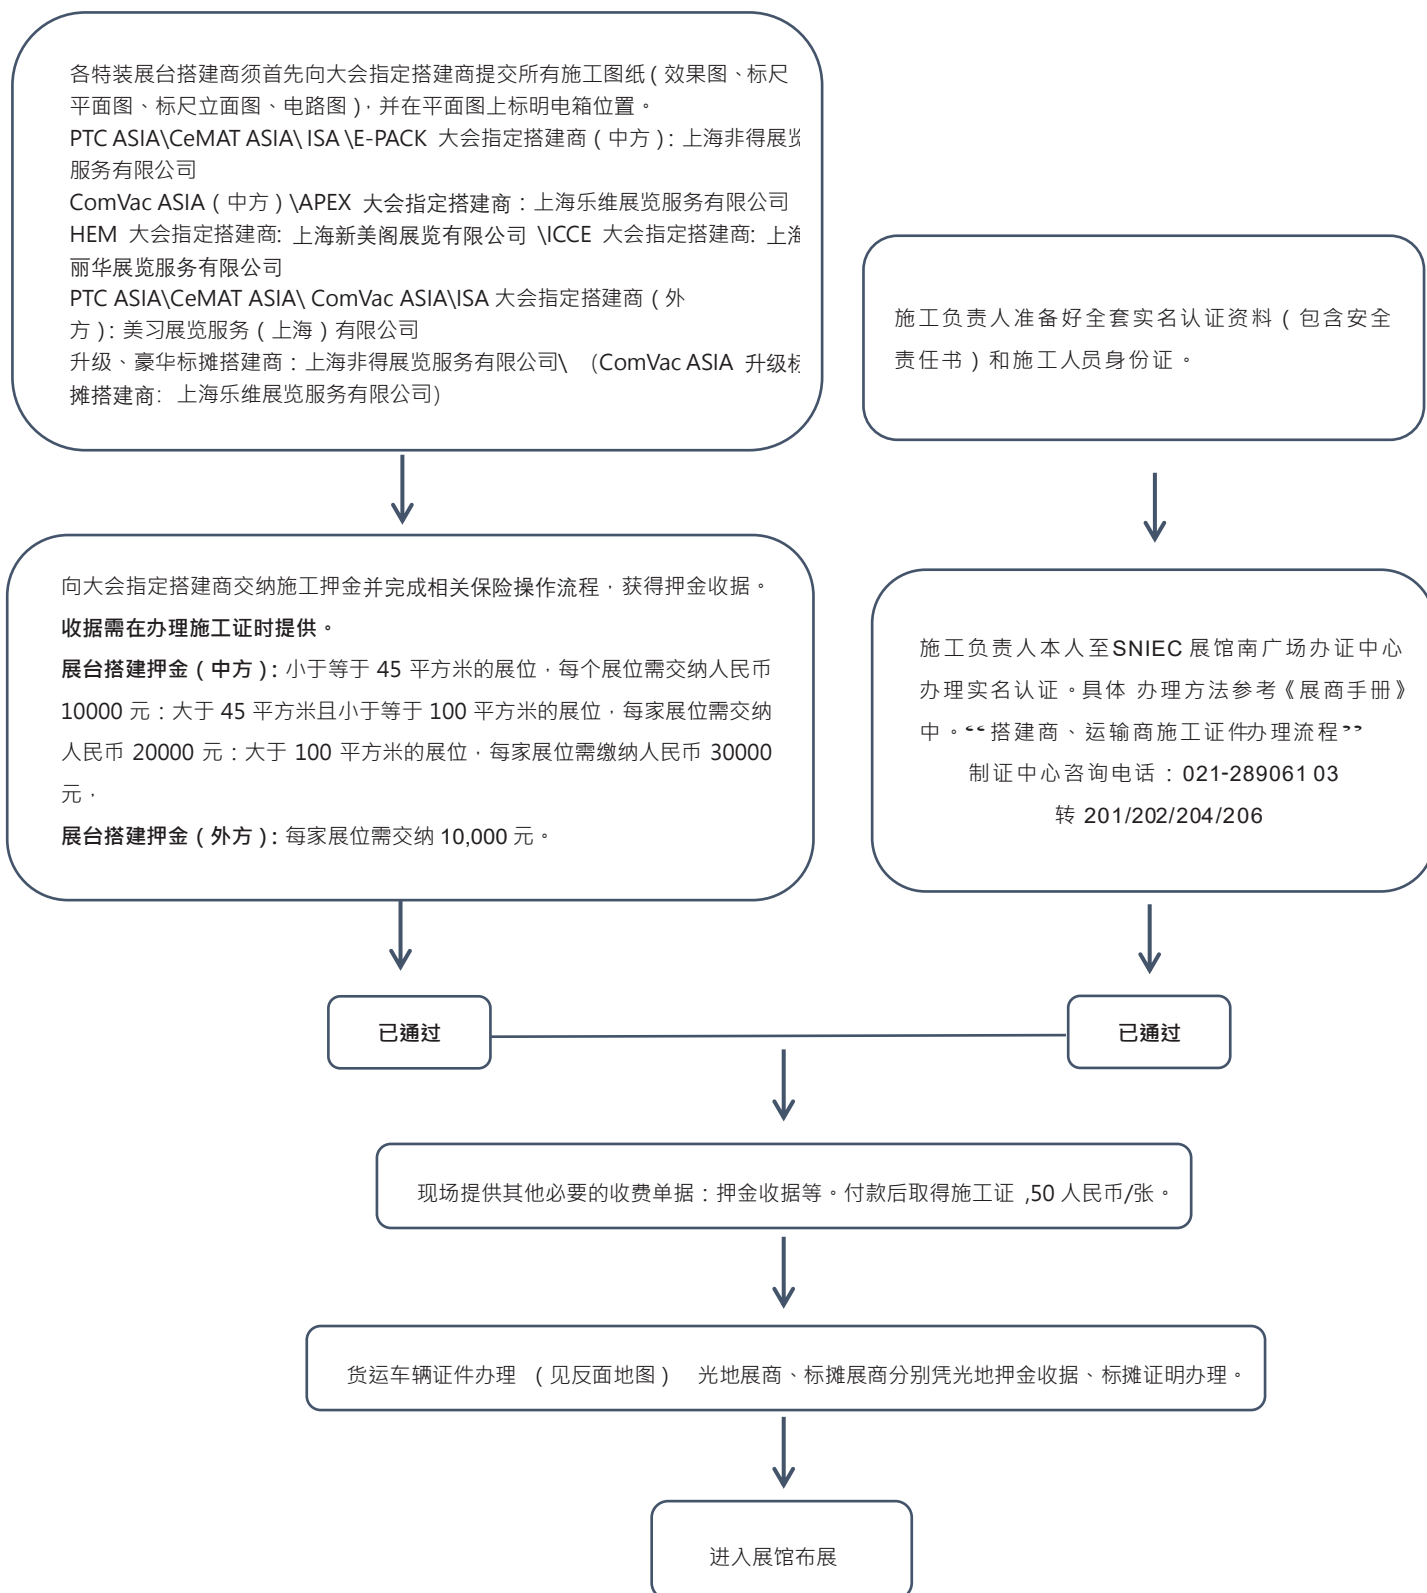 各特装展台搭建商须首先向大会指定搭建商提交所有施工图纸(效果图、标尺
平面图、标尺立面图、电路图),并在平面图上标明电箱位置。
PTC ASIA\CeMAT ASIA\ ISA \E-PACK 大会指定搭建商(中方):上海非得展览
服务有限公司
ComVac ASIA(中方)\APEX 大会指定搭建商:上海乐维展览服务有限公司
HEM 大会指定搭建商: 上海新美阁展览有限公司 \ICCE 大会指定搭建商: 上海
丽华展览服务有限公司
PTC ASIA\CeMAT ASIA\ ComVac ASIA\ISA 大会指定搭建商(外
方):美习展览服务(上海)有限公司
升级、豪华标摊搭建商:上海非得展览服务有限公司\ (ComVac ASIA 升级标
摊搭建商: 上海乐维展览服务有限公司)
向大会指定搭建商交纳施工押金并完成相关保险操作流程,获得押金收据。
收据需在办理施工证时提供。
展台搭建押金(中方):小于等于 45 平方米的展位,每个展位需交纳人民币
10000 元:大于 45 平方米且小于等于 100 平方米的展位,每家展位需交纳
人民币 20000 元:大于 100 平方米的展位,每家展位需缴纳人民币 30000
元,
展台搭建押金(外方):每家展位需交纳 10,000 元。
施工负责人准备好全套实名认证资料(包含安全
责任书)和施工人员身份证。
施工负责人本人至SNIEC 展馆南广场办证中心
办理实名认证。具体 办理方法参考《展商手册》
中。“搭建商、运输商施工证件办理流程”
制证中心咨询电话:021-289061 03
转 201/202/204/206
已通过
已通过
现场提供其他必要的收费单据:押金收据等。付款后取得施工证 ,50 人民币/张。
货运车辆证件办理 (见反面地图) 光地展商、标摊展商分别凭光地押金收据、标摊证明办理。
进入展馆布展